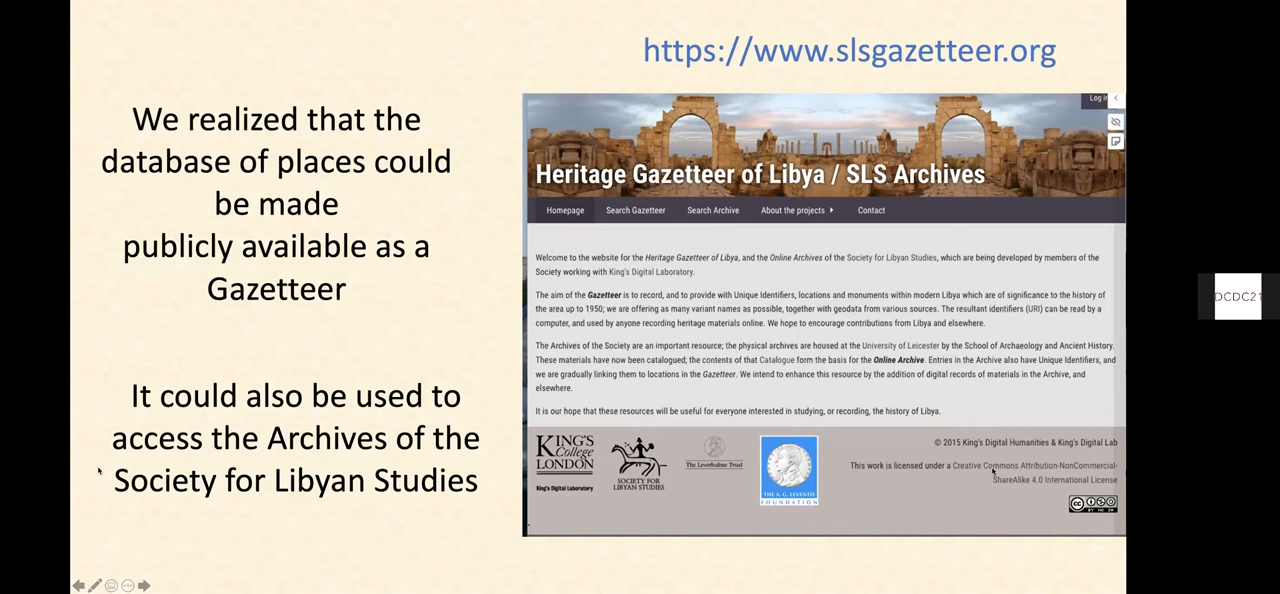 https://www.slsgazetteer.org
We realized that the
database of places could
be made
publicly available as a
Gazetteer
It could also be used to
access the Archives of the
Society for Libyan Studies
Log in
Heritage Gazetteer of Libya / SLS Archives
Homepage Search Gazetteer Search Archive About the projects Contact
Welcome to the website for the Heritage Gazetteer of Libya, and the Online Archives of the Society for Libyan Studies, which are being developed by members of the
Society working with King's Digital Laboratory.
The aim of the Gazetteer is to record, and to provide with Unique Identifiers, locations and monuments within modern Libya which are of significance to the history of
the area up to 1950; we are offering as many variant names as possible, together with geodata from various sources. The resultant identifiers (URI) can be read by a
computer, and used by anyone recording heritage materials online. We hope to encourage contributions from Libya and elsewhere.
The Archives of the Society are an important resource; the physical archives are housed at the University of Leicester by the School of Archaeology and Ancient History.
These materials have now been catalogued; the contents of that Catalogue form the basis for the Online Archive. Entries in the Archive also have Unique Identifiers, and
we are gradually linking them to locations in the Gazetteer. We intend to enhance this resource by the addition of digital records of materials in the Archive, and
elsewhere.
It is our hope that these resources will be useful for everyone interested in studying, or recording, the history of Libya.
KING'S
College
LONDON
King's Digital Laboratory
SOCIETY FOR
LIBYAN STUDIES
The Leverhulme Trust
THE A. G. LEVENTIS
FOUNDATION
© 2015 King's Digital Humanities & King's Digital Lab
This work is licensed under a Creative Commons Attribution-NonCommercial-
ShareAlike 4.0 International License
CC
BY NC SA
DCDC21